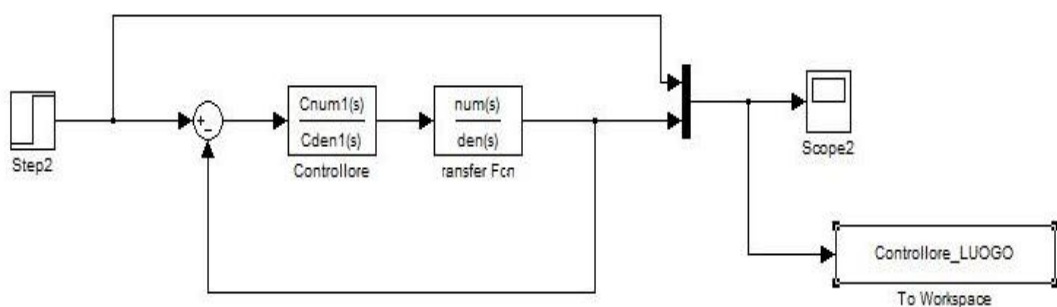 Step2
+
-
Cnum1(s)
Cden1(s)
Controllore
num(s)
den(s)
ransfer Fcn
Scope2
Controllore_LUOGO
To Workspace